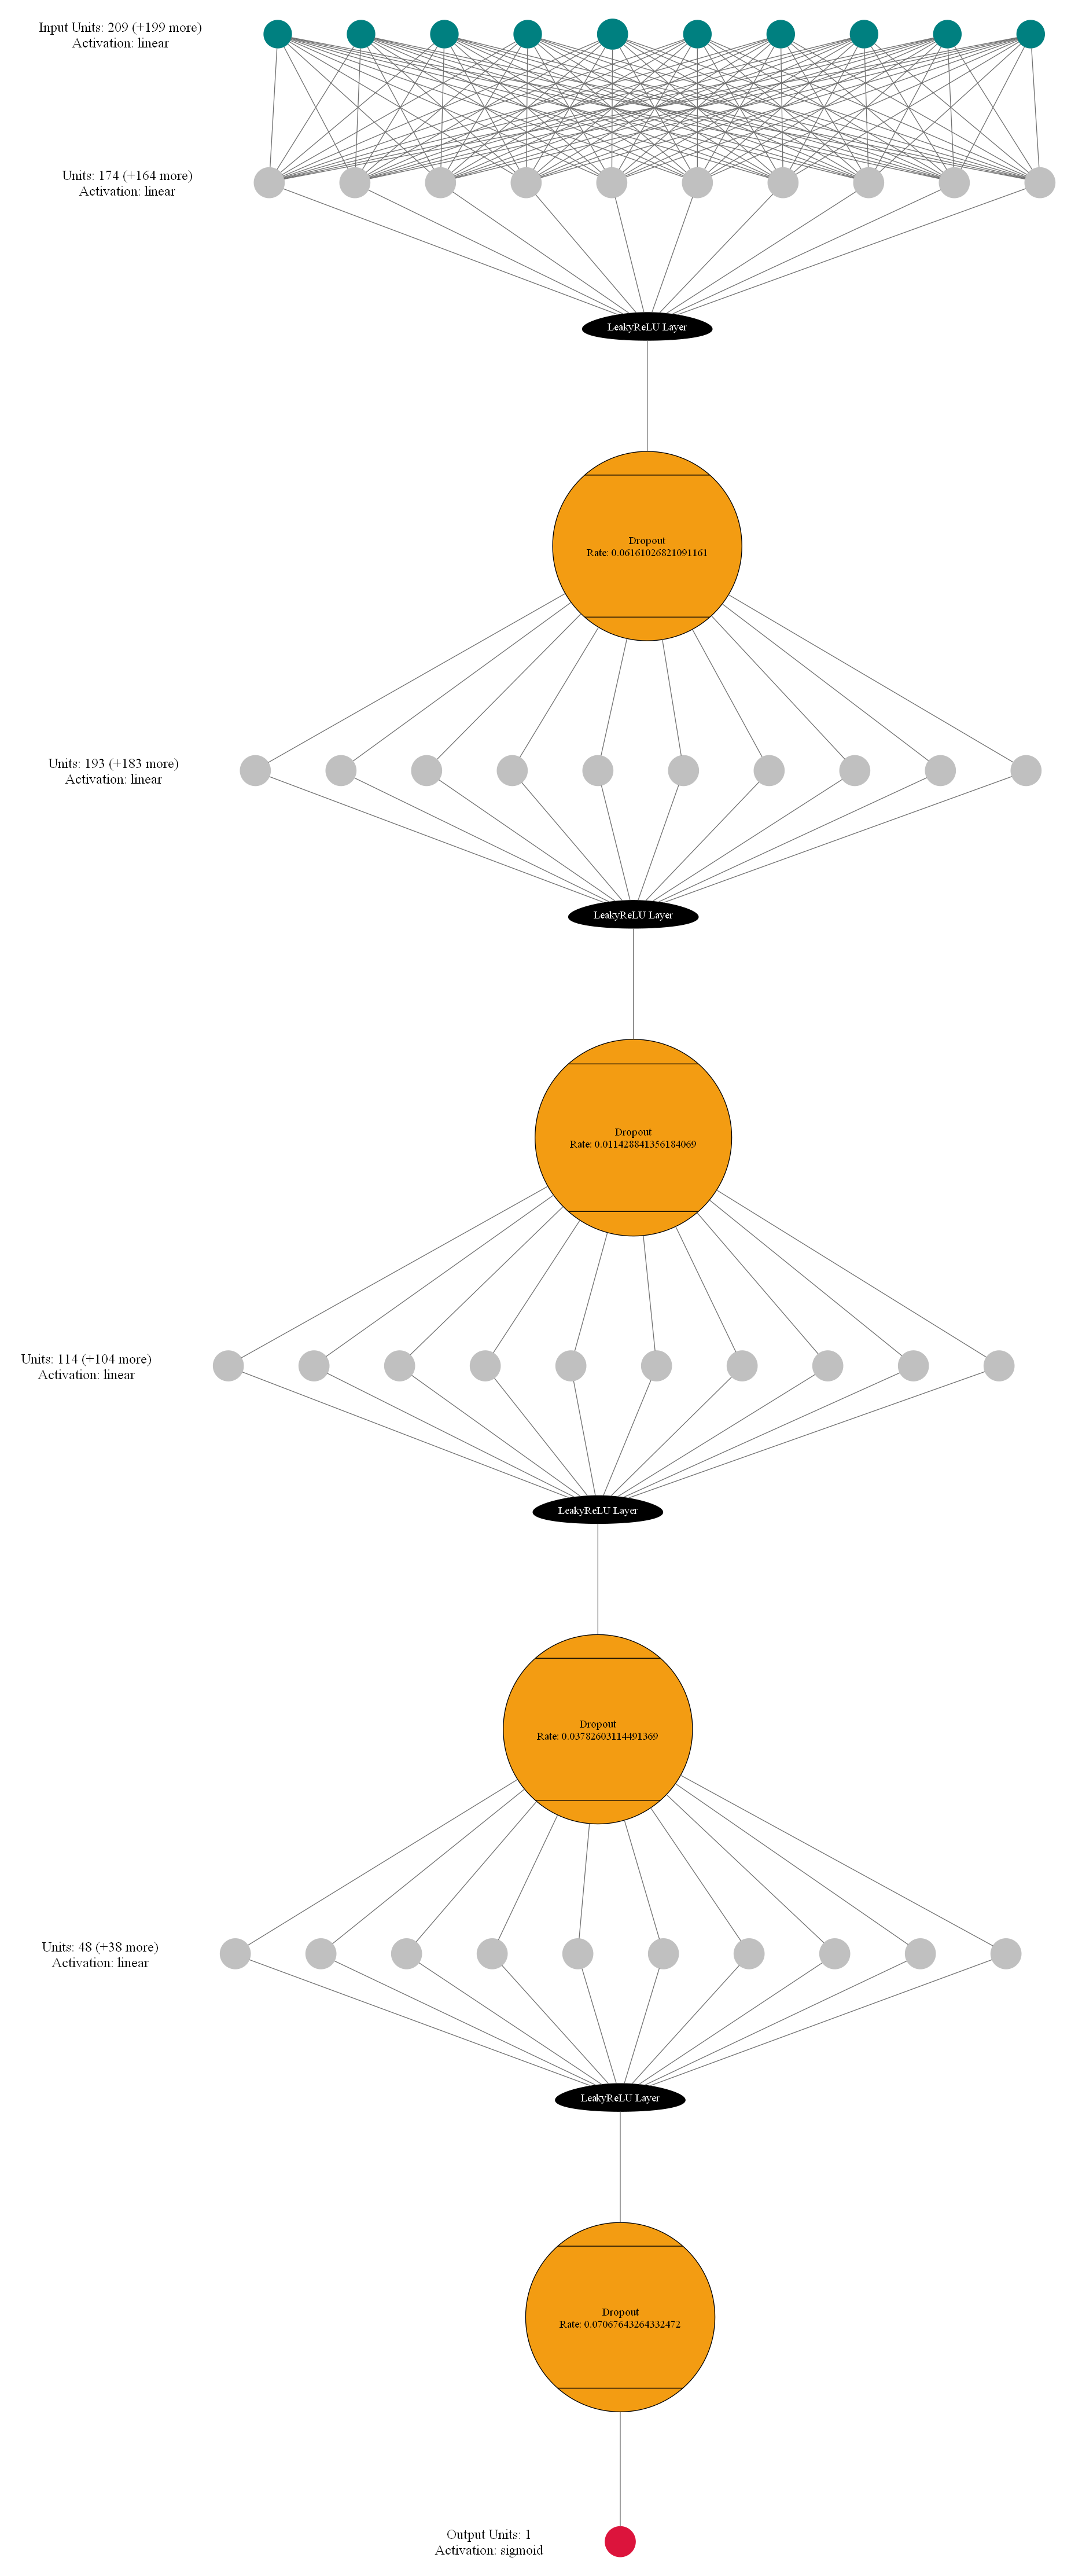 Input Units: 209 (+199 more)
Activation: linear
Units: 174 (+164 more)
Activation: linear
LeakyReLU Layer
Dropout
Rate: 0.06161026821091161
Units: 193 (+183 more)
Activation: linear
LeakyReLU Layer
Dropout
Rate: 0.011428841356184069
Units: 114 (+104 more)
Activation: linear
LeakyReLU Layer
Dropout
Rate: 0.03782603114491369
Units: 48 (+38 more)
Activation: linear
LeakyReLU Layer
Dropout
Rate: 0.07067643264332472
Output Units: 1
Activation: sigmoid